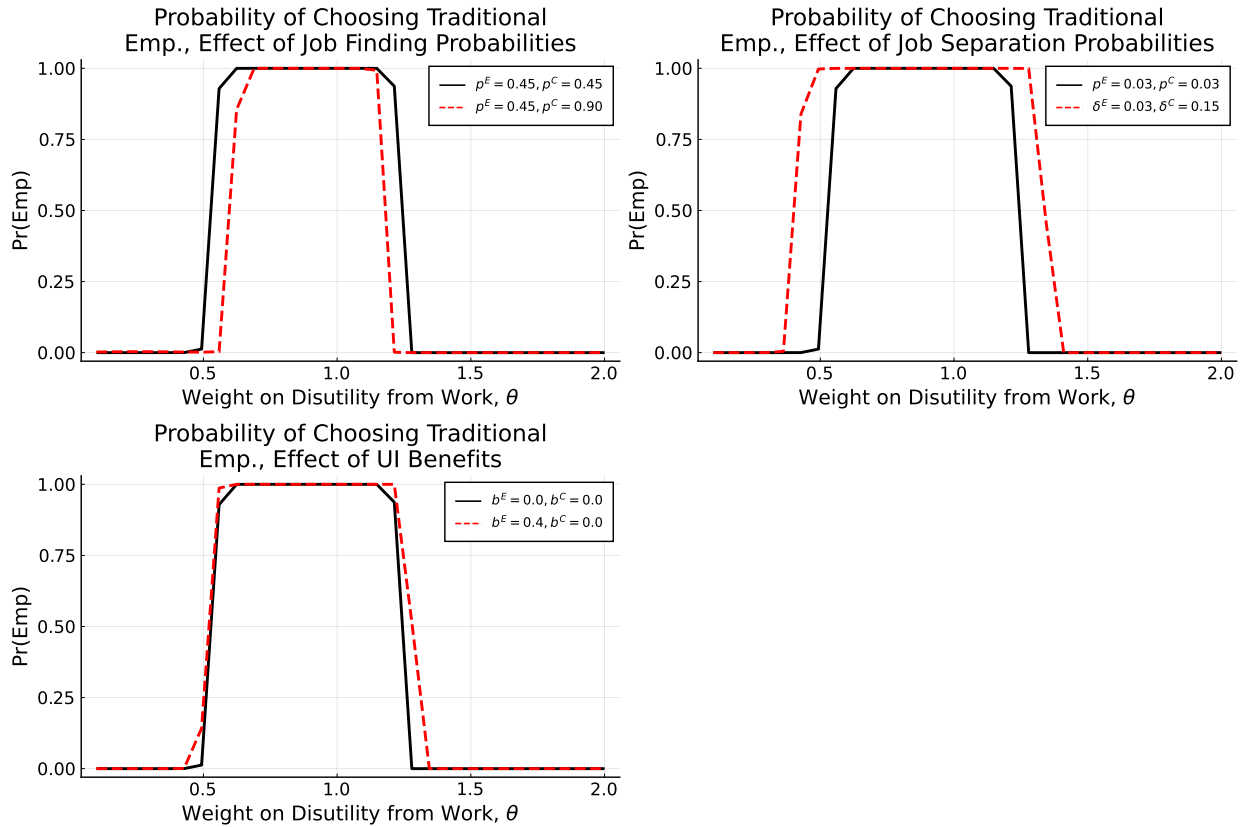 Probability of Choosing Traditional
Emp., Effect of Job Finding Probabilities
1.00
0.75
0.50
0.25
0.00
Pr(Emp)
p^E = 0.45, p^C = 0.45
p^E = 0.45, p^C = 0.90
0.5 1.0 1.5 2.0
Weight on Disutility from Work, θ
Probability of Choosing Traditional
Emp., Effect of Job Separation Probabilities
1.00
0.75
0.50
0.25
0.00
Pr(Emp)
p^E = 0.03, p^C = 0.03
δ^E = 0.03, δ^C = 0.15
0.5 1.0 1.5 2.0
Weight on Disutility from Work, θ
Probability of Choosing Traditional
Emp., Effect of UI Benefits
1.00
0.75
0.50
0.25
0.00
Pr(Emp)
b^E = 0.0, b^C = 0.0
b^E = 0.4, b^C = 0.0
0.5 1.0 1.5 2.0
Weight on Disutility from Work, θ